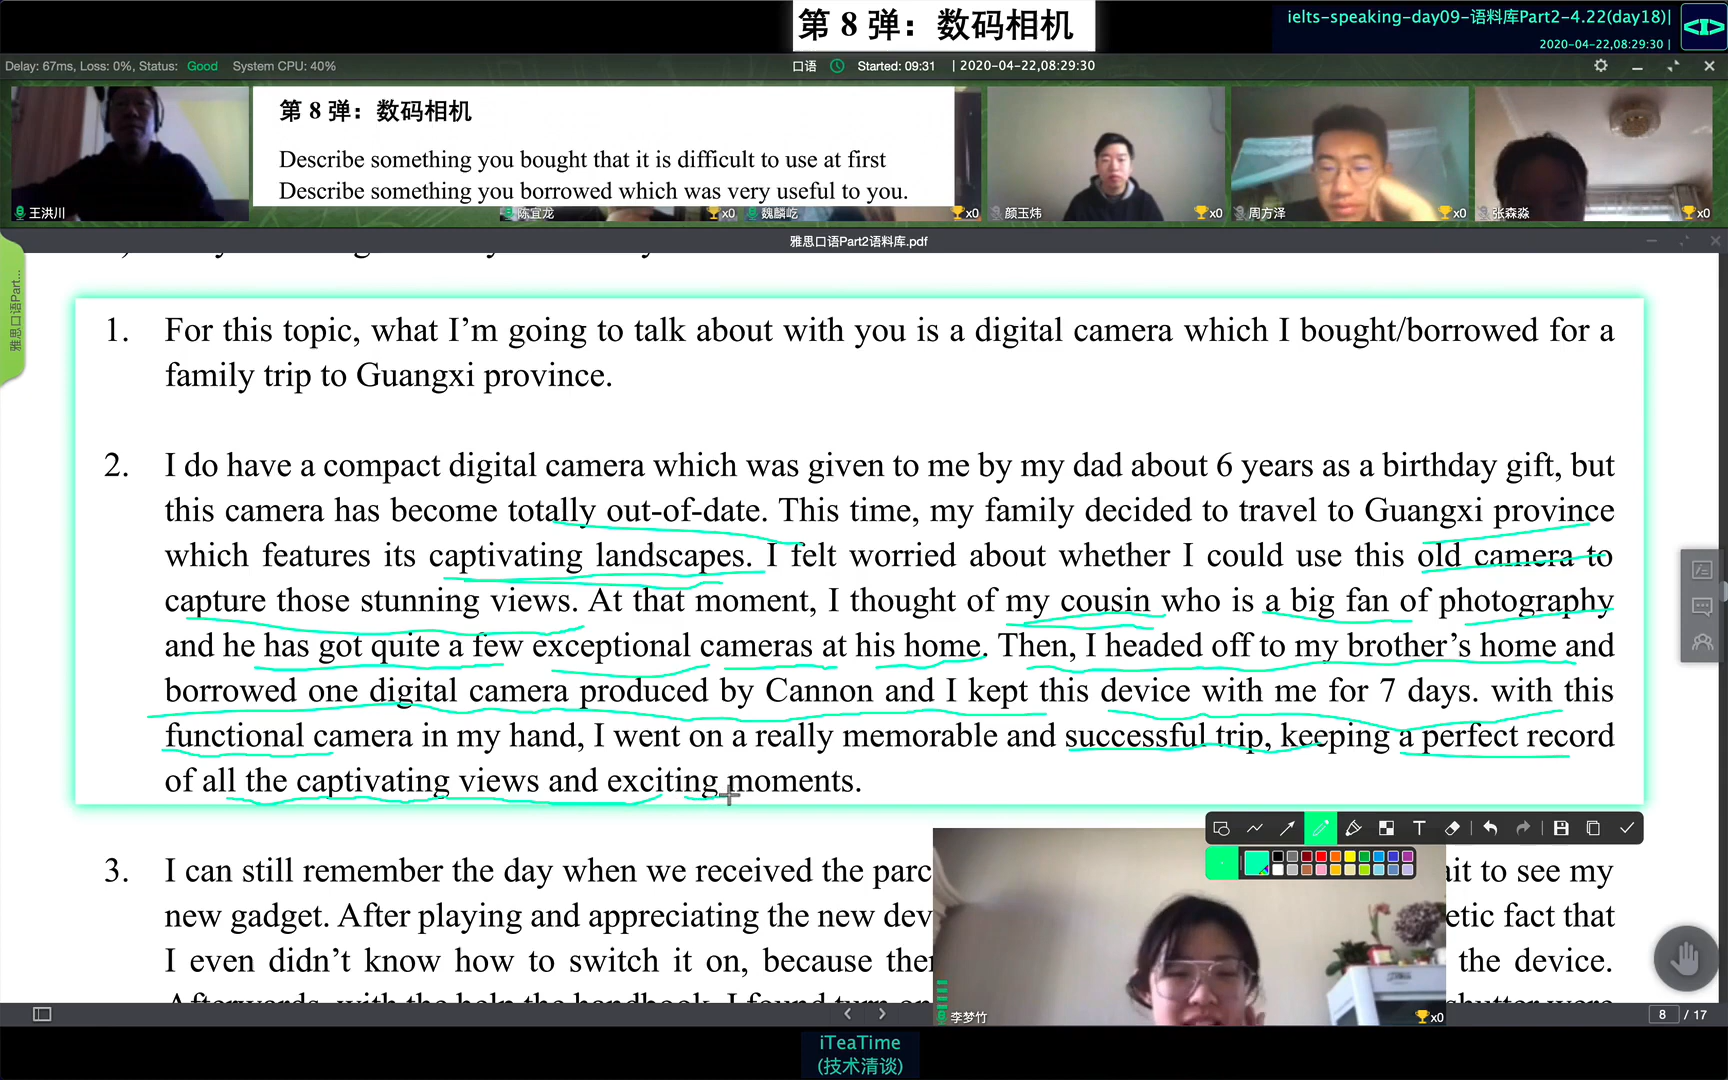 第 8 弹：数码相机
ielts-speaking-day09-语料库Part2-4.22(day18)|
2020-04-22,08:29:30 |
Delay: 67ms, Loss: 0%, Status: Good System CPU: 40%
口语 Started: 09:31 | 2020-04-22,08:29:30
第 8 弹：数码相机
Describe something you bought that it is difficult to use at first
Describe something you borrowed which was very useful to you.
王洪川
陈宜龙 x0
魏麟屹 x0
颜玉炜 x0
周方泽 x0
张森淼 x0
雅思口语Part2语料库.pdf
雅思口语Part...
1. For this topic, what I’m going to talk about with you is a digital camera which I bought/borrowed for a
family trip to Guangxi province.
2. I do have a compact digital camera which was given to me by my dad about 6 years as a birthday gift, but
this camera has become totally out-of-date. This time, my family decided to travel to Guangxi province
which features its captivating landscapes. I felt worried about whether I could use this old camera to
capture those stunning views. At that moment, I thought of my cousin who is a big fan of photography
and he has got quite a few exceptional cameras at his home. Then, I headed off to my brother’s home and
borrowed one digital camera produced by Cannon and I kept this device with me for 7 days. with this
functional camera in my hand, I went on a really memorable and successful trip, keeping a perfect record
of all the captivating views and exciting moments.
3. I can still remember the day when we received the parc
it to see my
new gadget. After playing and appreciating the new dev
etic fact that
I even didn’t know how to switch it on, because the
the device.
T
李梦竹 x0
8 / 17
iTeaTime
(技术清谈)